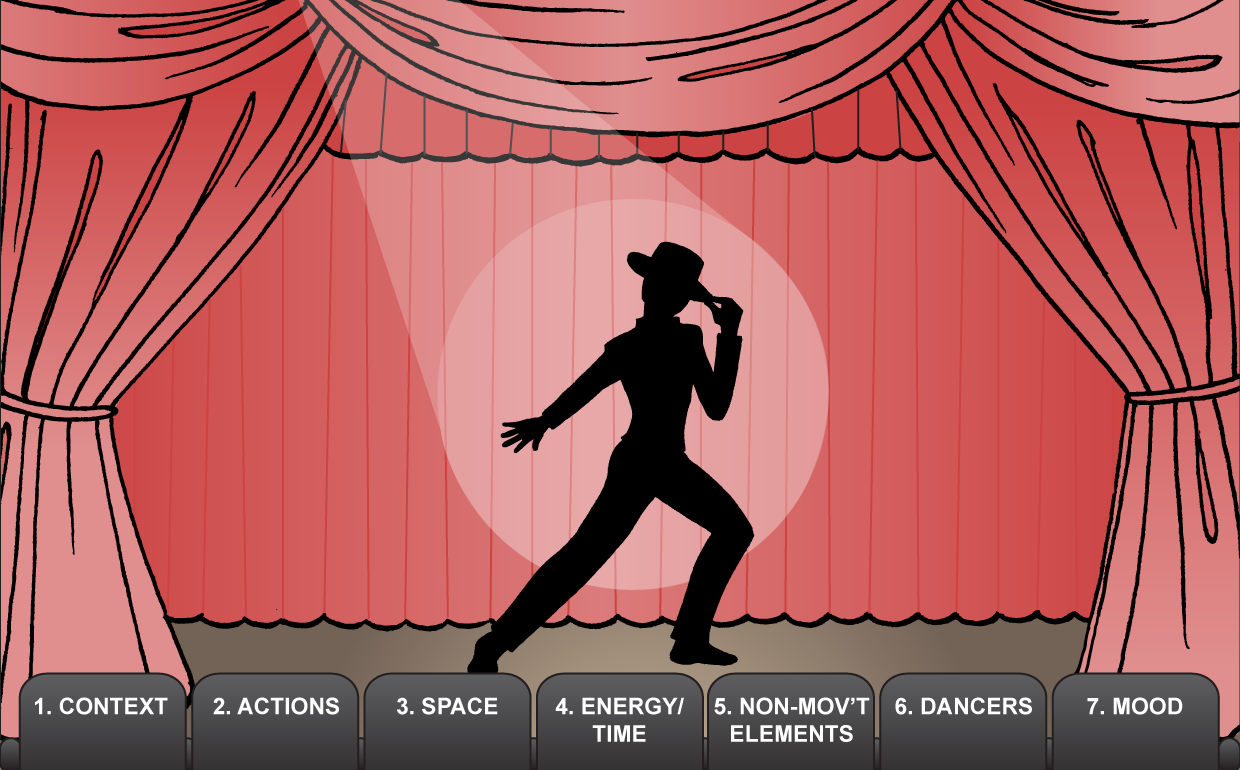 1. CONTEXT
2. ACTIONS
3. SPACE
4. ENERGY/
TIME
5. NON-MOV'T
ELEMENTS
6. DANCERS
7. MOOD